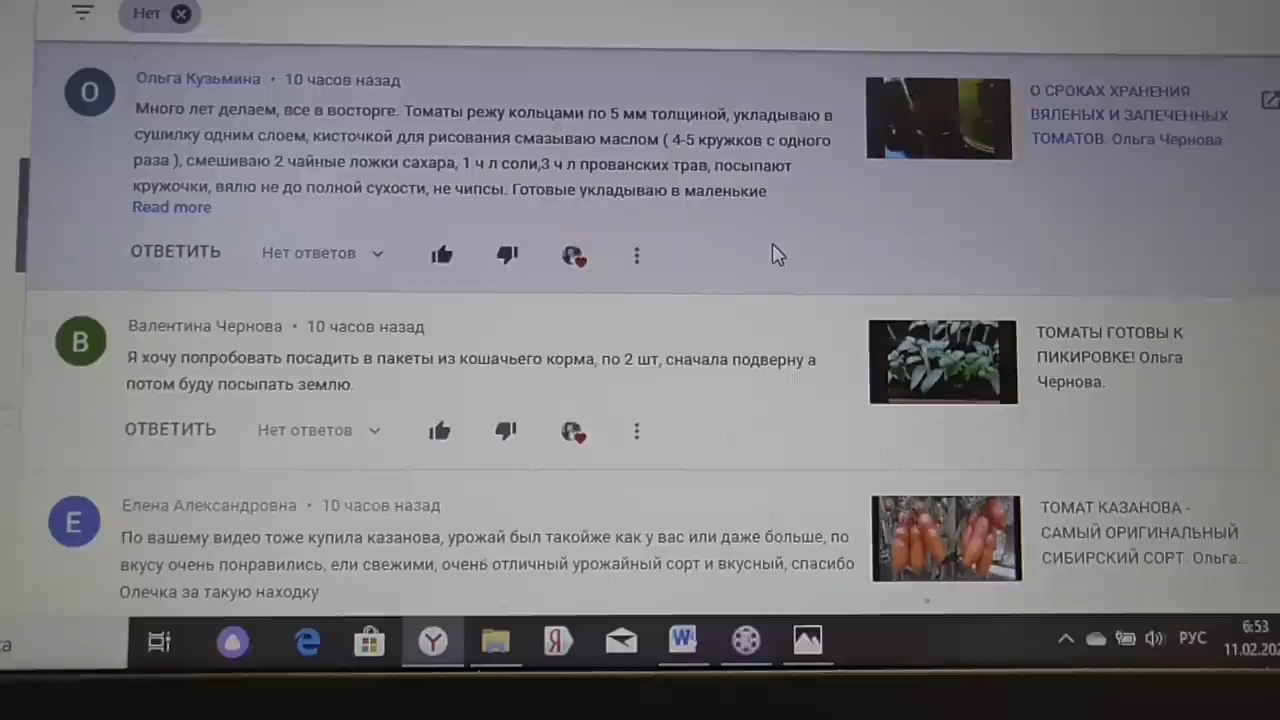 Нет
О
Ольга Кузьмина • 10 часов назад
Много лет делаем, все в восторге. Томаты режу кольцами по 5 мм толщиной, укладываю в
сушилку одним слоем, кисточкой для рисования смазываю маслом ( 4-5 кружков с одного
раза ), смешиваю 2 чайные ложки сахара, 1 ч л соли,3 ч л прованских трав, посыпают
кружочки, вялю не до полной сухости, не чипсы. Готовые укладываю в маленькие
Read more
ОТВЕТИТЬ Нет ответов
О СРОКАХ ХРАНЕНИЯ
ВЯЛЕНЫХ И ЗАПЕЧЕННЫХ
ТОМАТОВ. Ольга Чернова
В
Валентина Чернова • 10 часов назад
Я хочу попробовать посадить в пакеты из кошачьего корма, по 2 шт, сначала подверну а
потом буду посыпать землю.
ОТВЕТИТЬ Нет ответов
ТОМАТЫ ГОТОВЫ К
ПИКИРОВКЕ! Ольга
Чернова.
Е
Елена Александровна • 10 часов назад
По вашему видео тоже купила казанова, урожай был такойже как у вас или даже больше, по
вкусу очень понравились, ели свежими, очень отличный урожайный сорт и вкусный, спасибо
Олечка за такую находку
ТОМАТ КАЗАНОВА -
САМЫЙ ОРИГИНАЛЬНЫЙ
СИБИРСКИЙ СОРТ. Ольга...
РУС
6:53
11.02.202